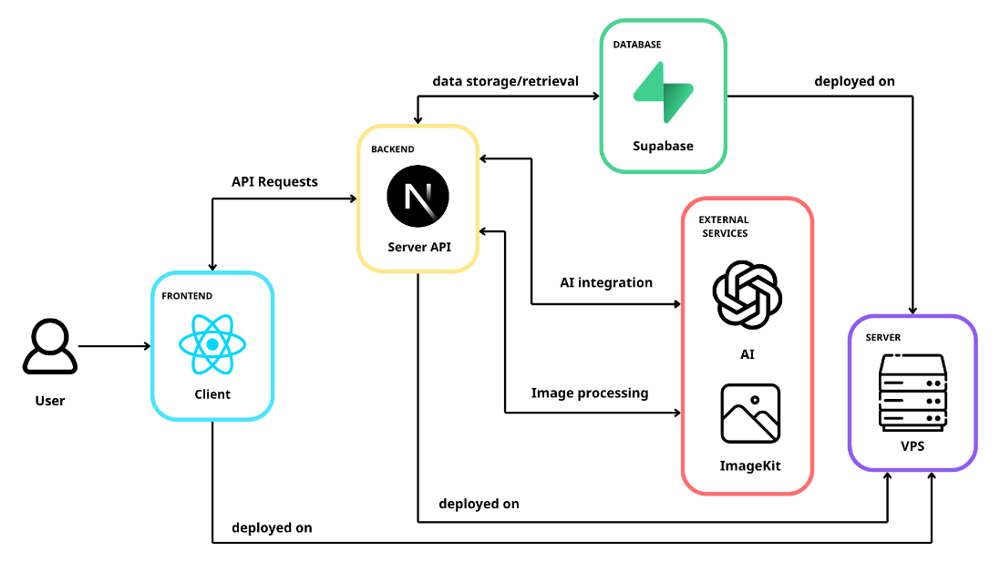 DATABASE
Supabase
data storage/retrieval
deployed on
BACKEND
Server API
API Requests
EXTERNAL
SERVICES
AI integration
AI
Image processing
ImageKit
FRONTEND
Client
User
SERVER
VPS
deployed on
deployed on